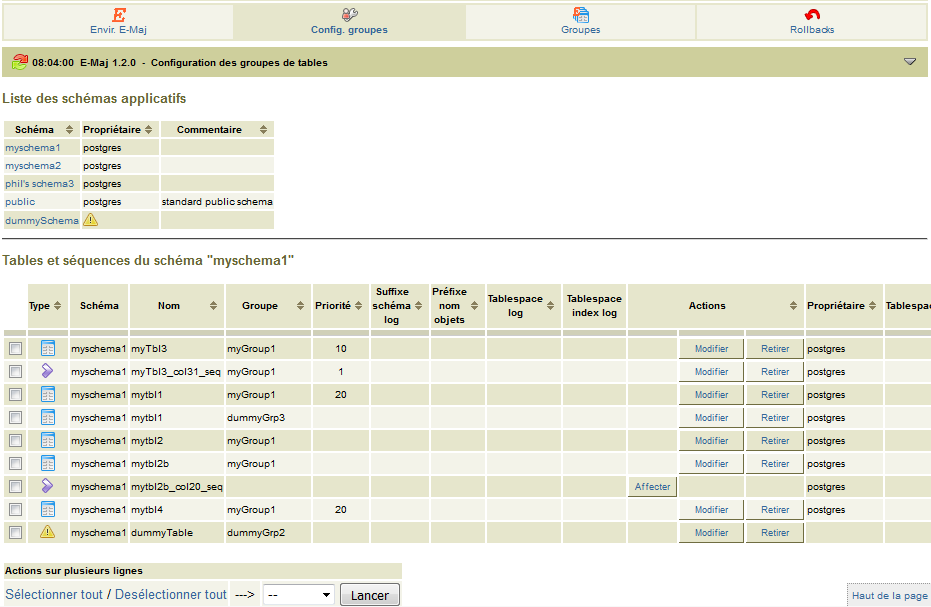 Envir. E-Maj
Config. groupes
Groupes
Rollbacks
08:04:00 E-Maj 1.2.0 - Configuration des groupes de tables
Liste des schémas applicatifs
Schéma Propriétaire Commentaire
myschema1 postgres
myschema2 postgres
phil's schema3 postgres
public postgres standard public schema
dummySchema
Tables et séquences du schéma "myschema1"
Type Schéma Nom Groupe Priorité Suffixe schéma log Préfixe nom objets Tablespace log Tablespace index log Actions Propriétaire Tablespac
myschema1 myTbl3 myGroup1 10 Modifier Retirer postgres
myschema1 myTbl3_col31_seq myGroup1 1 Modifier Retirer postgres
myschema1 mytbl1 myGroup1 20 Modifier Retirer postgres
myschema1 mytbl1 dummyGrp3 Modifier Retirer postgres
myschema1 mytbl2 myGroup1 Modifier Retirer postgres
myschema1 mytbl2b myGroup1 Modifier Retirer postgres
myschema1 mytbl2b_col20_seq Affecter postgres
myschema1 mytbl4 myGroup1 20 Modifier Retirer postgres
myschema1 dummyTable dummyGrp2 Modifier Retirer
Actions sur plusieurs lignes
Sélectionner tout / Desélectionner tout ---> -- Lancer
Haut de la page